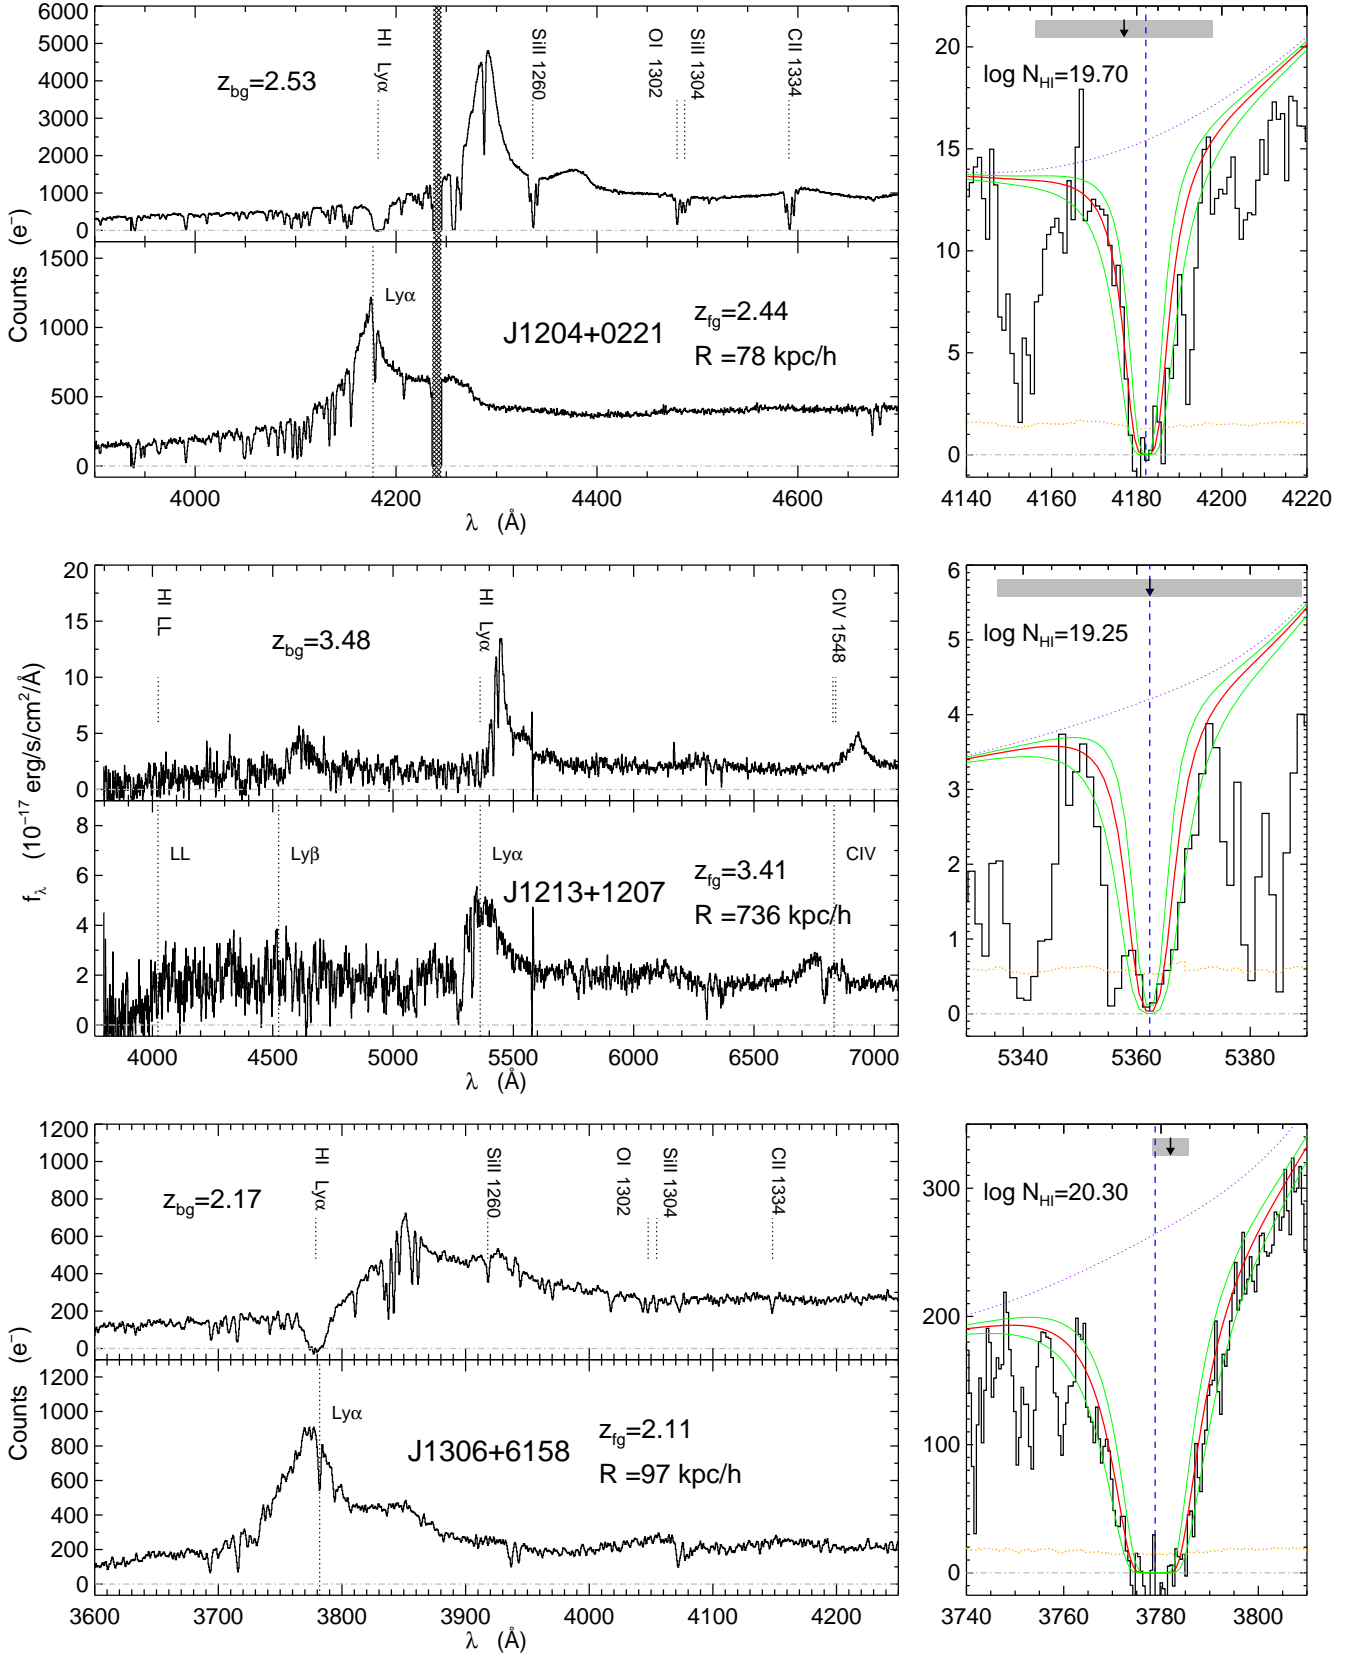 6000
5000
4000
3000
2000
1000
0
z_bg=2.53
HI Lyα
SiII 1260
OI 1302
SiII 1304
CII 1334
Counts (e⁻)
1500
1000
500
0
Lyα
J1204+0221
z_fg=2.44
R =78 kpc/h
4000 4200 4400 4600
λ (Å)
log N_HI=19.70
20
15
10
5
0
4140 4160 4180 4200 4220
20
15
10
5
0
HI LL
z_bg=3.48
HI Lyα
CIV 1548
f_λ (10⁻¹⁷ erg/s/cm²/Å)
8
6
4
2
0
LL
Lyβ
Lyα
CIV
J1213+1207
z_fg=3.41
R =736 kpc/h
4000 4500 5000 5500 6000 6500 7000
λ (Å)
log N_HI=19.25
6
5
4
3
2
1
0
5340 5360 5380
1200
1000
800
600
400
200
0
z_bg=2.17
HI Lyα
SiII 1260
OI 1302
SiII 1304
CII 1334
Counts (e⁻)
1200
1000
800
600
400
200
0
Lyα
J1306+6158
z_fg=2.11
R =97 kpc/h
3600 3700 3800 3900 4000 4100 4200
λ (Å)
log N_HI=20.30
300
200
100
0
3740 3760 3780 3800